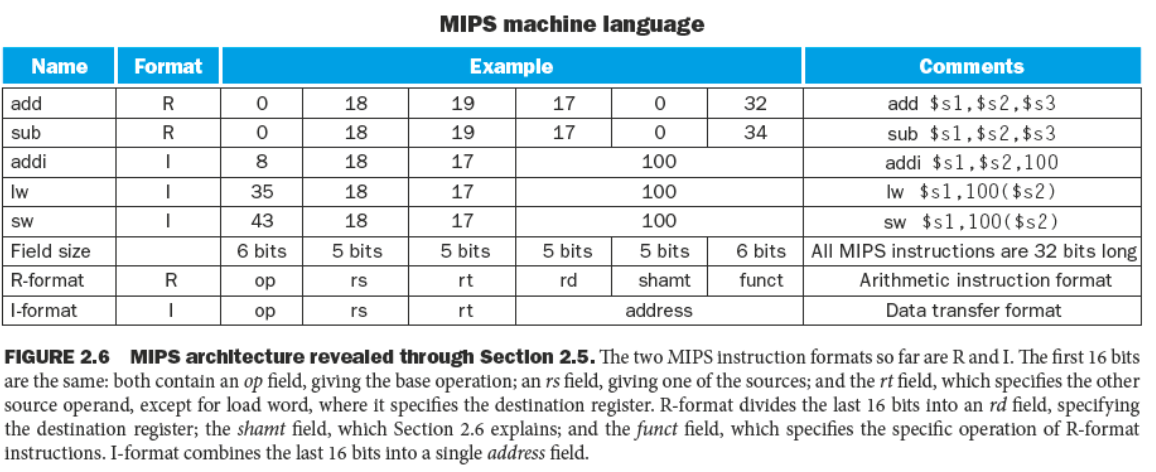 MIPS machine language
Name Format Example Comments
add R 0 18 19 17 0 32 add $s1,$s2,$s3
sub R 0 18 19 17 0 34 sub $s1,$s2,$s3
addi I 8 18 17 100 addi $s1,$s2,100
lw I 35 18 17 100 lw $s1,100($s2)
sw I 43 18 17 100 sw $s1,100($s2)
Field size 6 bits 5 bits 5 bits 5 bits 5 bits 6 bits All MIPS instructions are 32 bits long
R-format R op rs rt rd shamt funct Arithmetic instruction format
I-format I op rs rt address Data transfer format
FIGURE 2.6 MIPS architecture revealed through Section 2.5. The two MIPS instruction formats so far are R and I. The first 16 bits
are the same: both contain an op field, giving the base operation; an rs field, giving one of the sources; and the rt field, which specifies the other
source operand, except for load word, where it specifies the destination register. R-format divides the last 16 bits into an rd field, specifying
the destination register; the shamt field, which Section 2.6 explains; and the funct field, which specifies the specific operation of R-format
instructions. I-format combines the last 16 bits into a single address field.